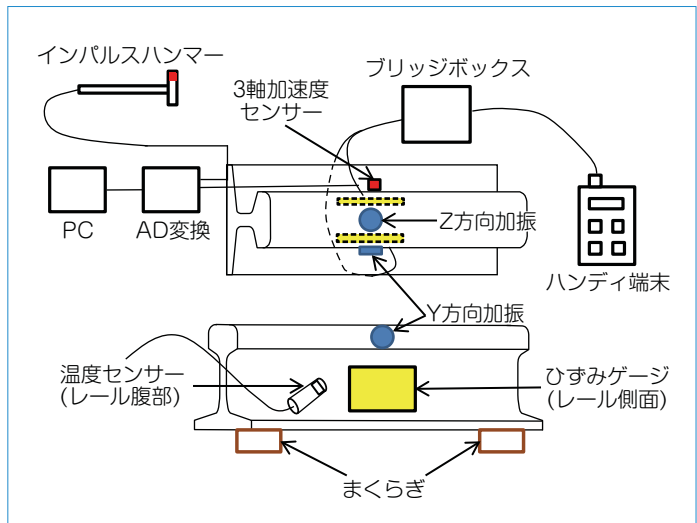 インパルスハンマー
ブリッジボックス
3軸加速度
センサー
PC
AD変換
Z方向加振
ハンディ端末
Y方向加振
温度センサー
(レール腹部)
ひずみゲージ
(レール側面)
まくらぎ